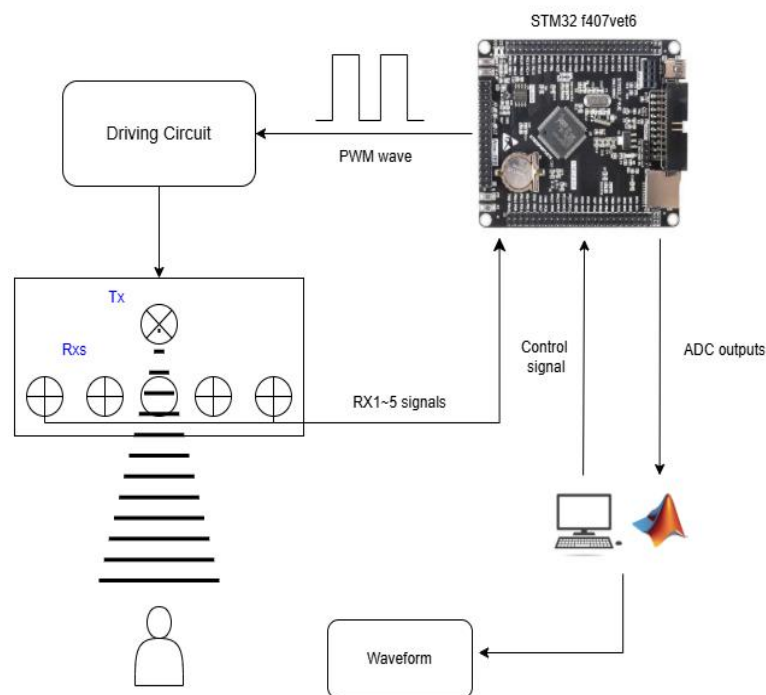 STM32 f407vet6
Driving Circuit
PWM wave
Tx
Rxs
Control
signal
ADC outputs
RX1~5 signals
Waveform